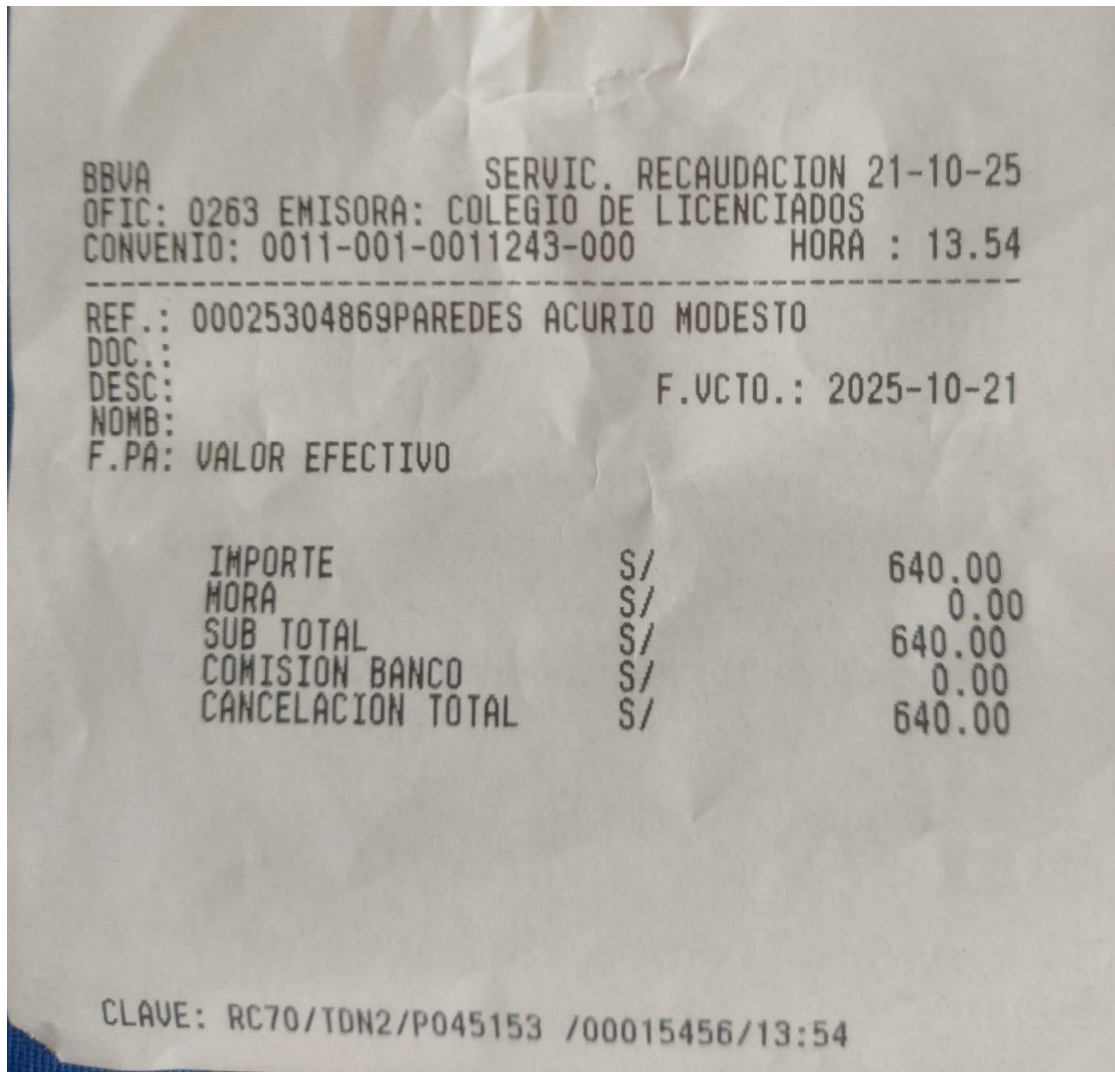 BBVA SERVIC. RECAUDACION 21-10-25
OFIC: 0263 EMISORA: COLEGIO DE LICENCIADOS
CONVENIO: 0011-001-0011243-000 HORA : 13.54
------------------------------------------------------
REF.: 00025304869PAREDES ACURIO MODESTO
DOC.:
DESC: F.VCTO.: 2025-10-21
NOMB:
F.PA: VALOR EFECTIVO
IMPORTE S/ 640.00
MORA S/ 0.00
SUB TOTAL S/ 640.00
COMISION BANCO S/ 0.00
CANCELACION TOTAL S/ 640.00
CLAVE: RC70/TDN2/P045153 /00015456/13:54